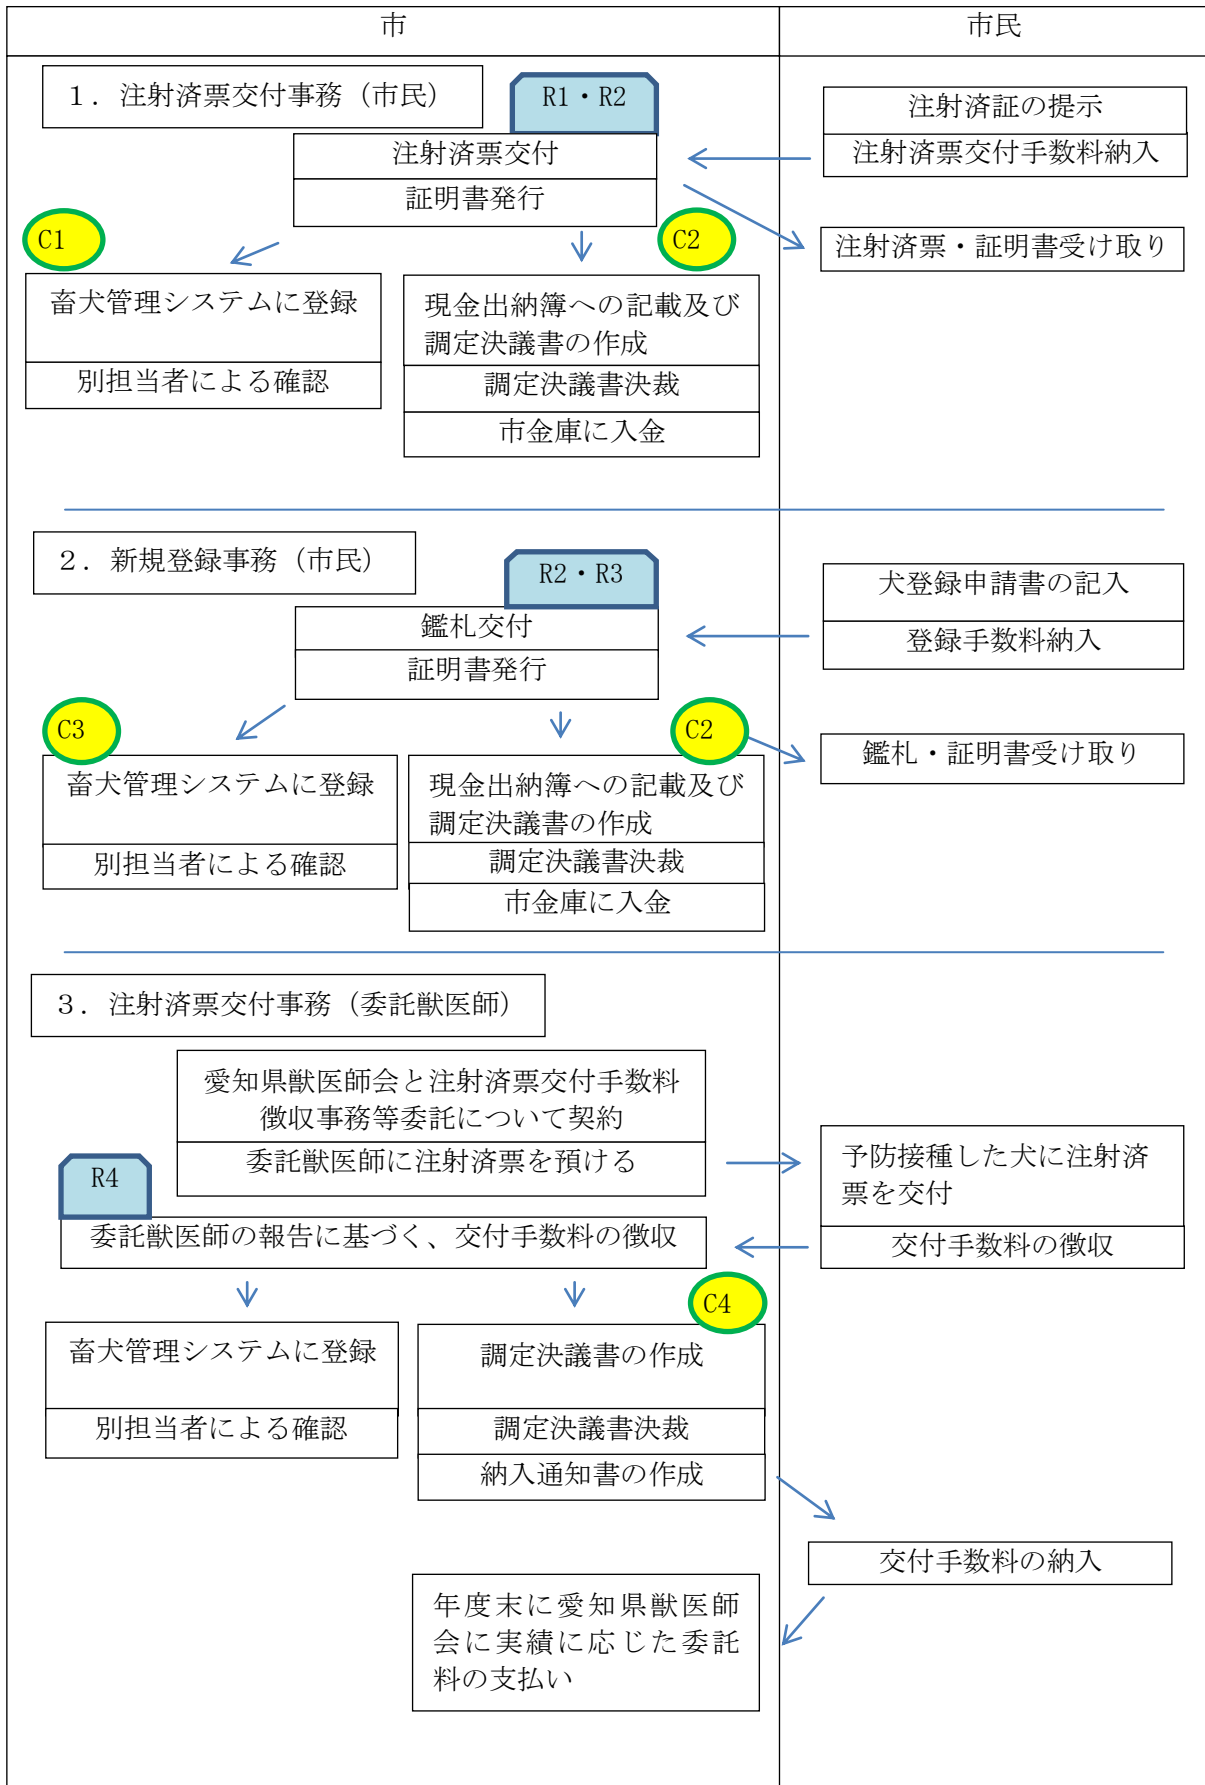 市
市民
１．注射済票交付事務（市民）
R1・R2
注射済票交付
証明書発行
注射済証の提示
注射済票交付手数料納入
注射済票・証明書受け取り
C1
C2
畜犬管理システムに登録
別担当者による確認
現金出納簿への記載及び
調定決議書の作成
調定決議書決裁
市金庫に入金
２．新規登録事務（市民）
R2・R3
鑑札交付
証明書発行
犬登録申請書の記入
登録手数料納入
C3
C2
鑑札・証明書受け取り
畜犬管理システムに登録
別担当者による確認
現金出納簿への記載及び
調定決議書の作成
調定決議書決裁
市金庫に入金
３．注射済票交付事務（委託獣医師）
愛知県獣医師会と注射済票交付手数料
徴収事務等委託について契約
委託獣医師に注射済票を預ける
予防接種した犬に注射済
票を交付
交付手数料の徴収
R4
委託獣医師の報告に基づく、交付手数料の徴収
C4
畜犬管理システムに登録
別担当者による確認
調定決議書の作成
調定決議書決裁
納入通知書の作成
交付手数料の納入
年度末に愛知県獣医師
会に実績に応じた委託
料の支払い